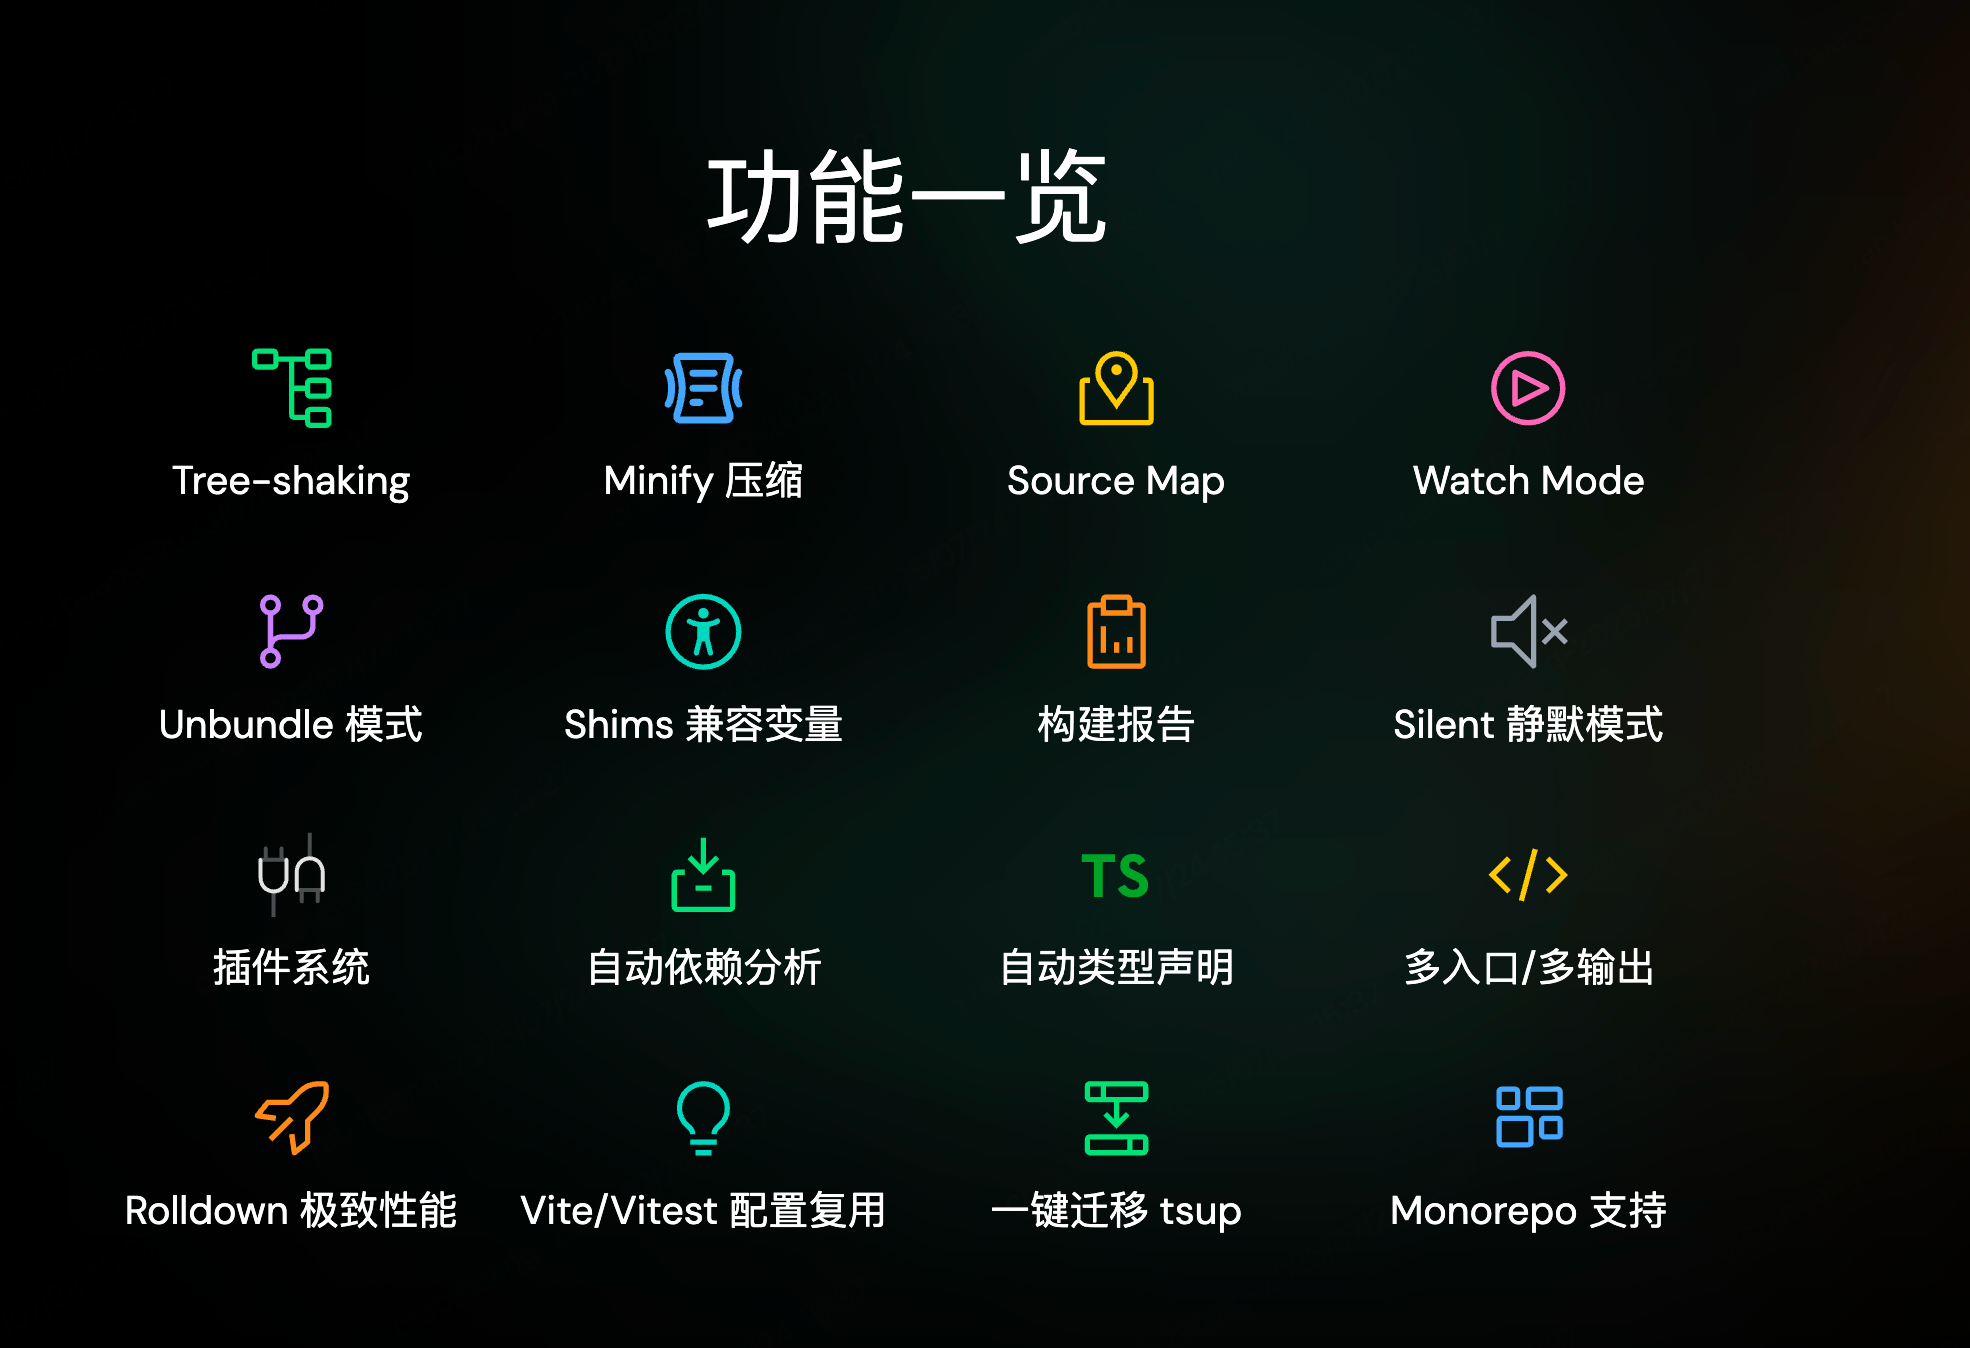 功能一览
Tree-shaking
Minify 压缩
Source Map
Watch Mode
Unbundle 模式
Shims 兼容变量
构建报告
Silent 静默模式
插件系统
自动依赖分析
TS
自动类型声明
多入口/多输出
Rolldown 极致性能
Vite/Vitest 配置复用
一键迁移 tsup
Monorepo 支持